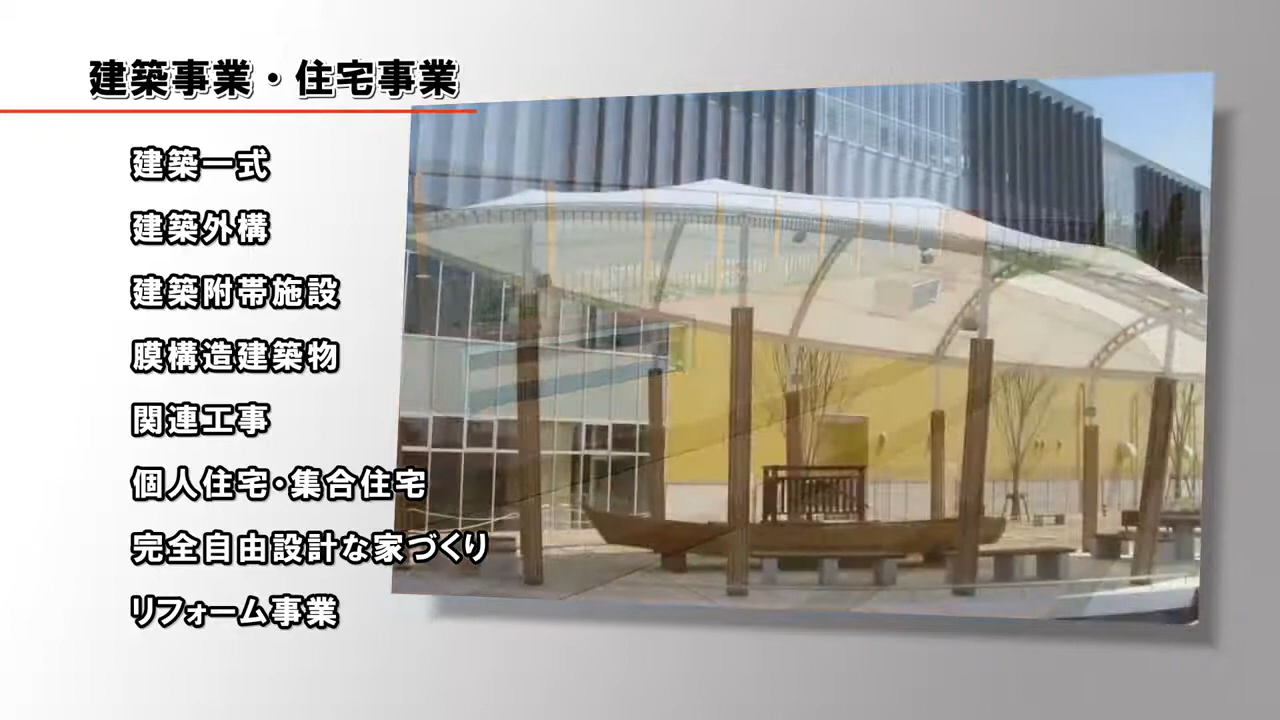 建築事業・住宅事業
建築一式
建築外構
建築附帯施設
膜構造建築物
関連工事
個人住宅・集合住宅
完全自由設計な家づくり
リフォーム事業